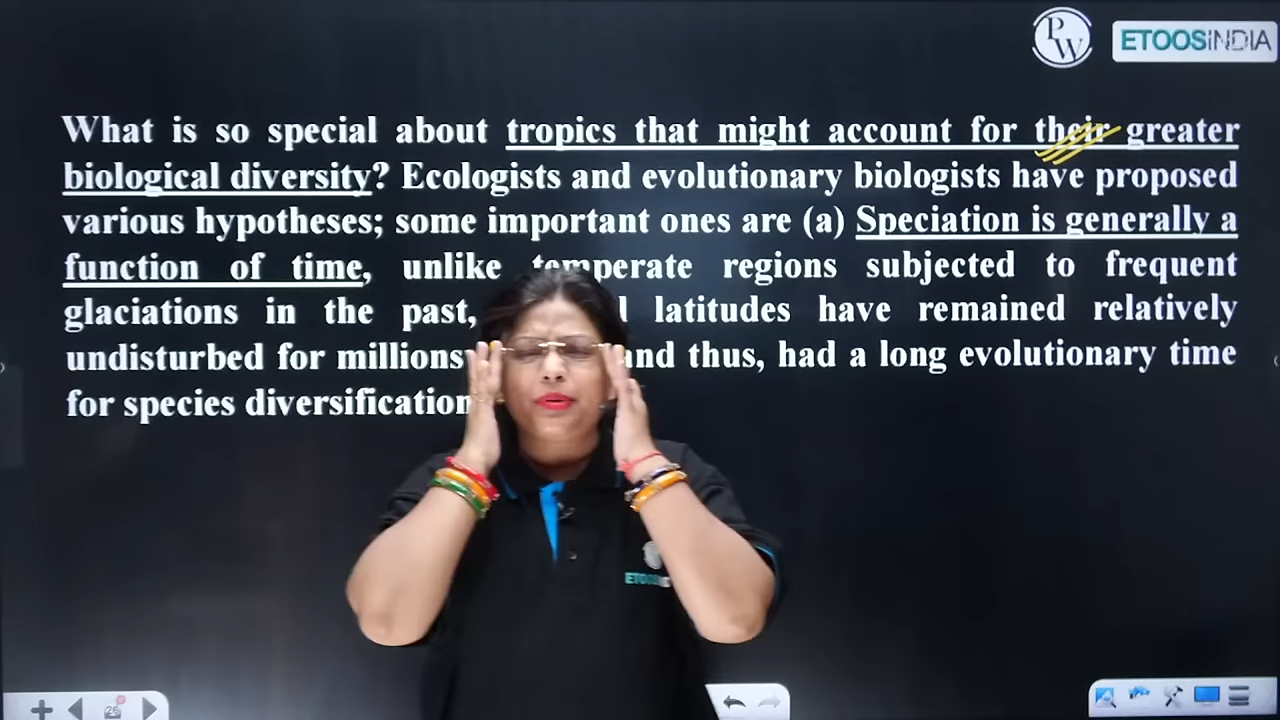 PW
ETOOSINDIA
What is so special about tropics that might account for their greater
biological diversity? Ecologists and evolutionary biologists have proposed
various hypotheses; some important ones are (a) Speciation is generally a
function of time, unlike temperate regions subjected to frequent
glaciations in the past, latitudes have remained relatively
undisturbed for millions and thus, had a long evolutionary time
for species diversification
ETOOS
26